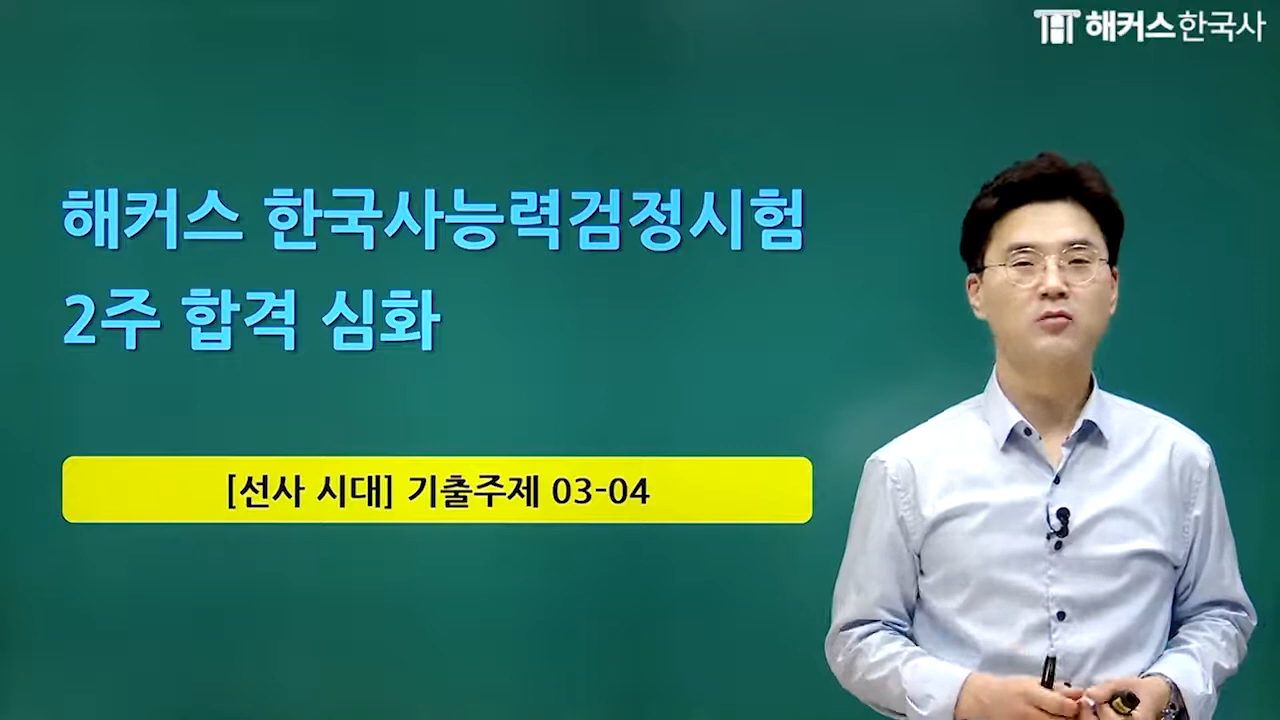 해커스한국사
해커스 한국사능력검정시험
2주 합격 심화
[선사 시대] 기출주제 03-04